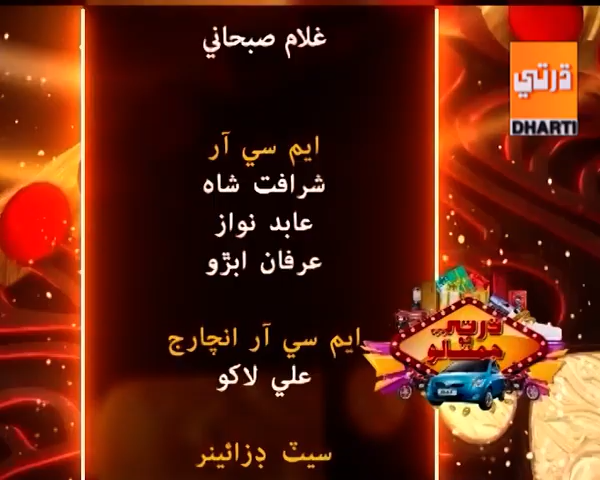 غلام صبحاني
ڌرتي
DHARTI
ايم سي آر
شرافت شاه
عابد نواز
عرفان ابڙو
ايم سي آر انچارج
علي لاکو
ڌرتي
سيٽ ڊزائينر